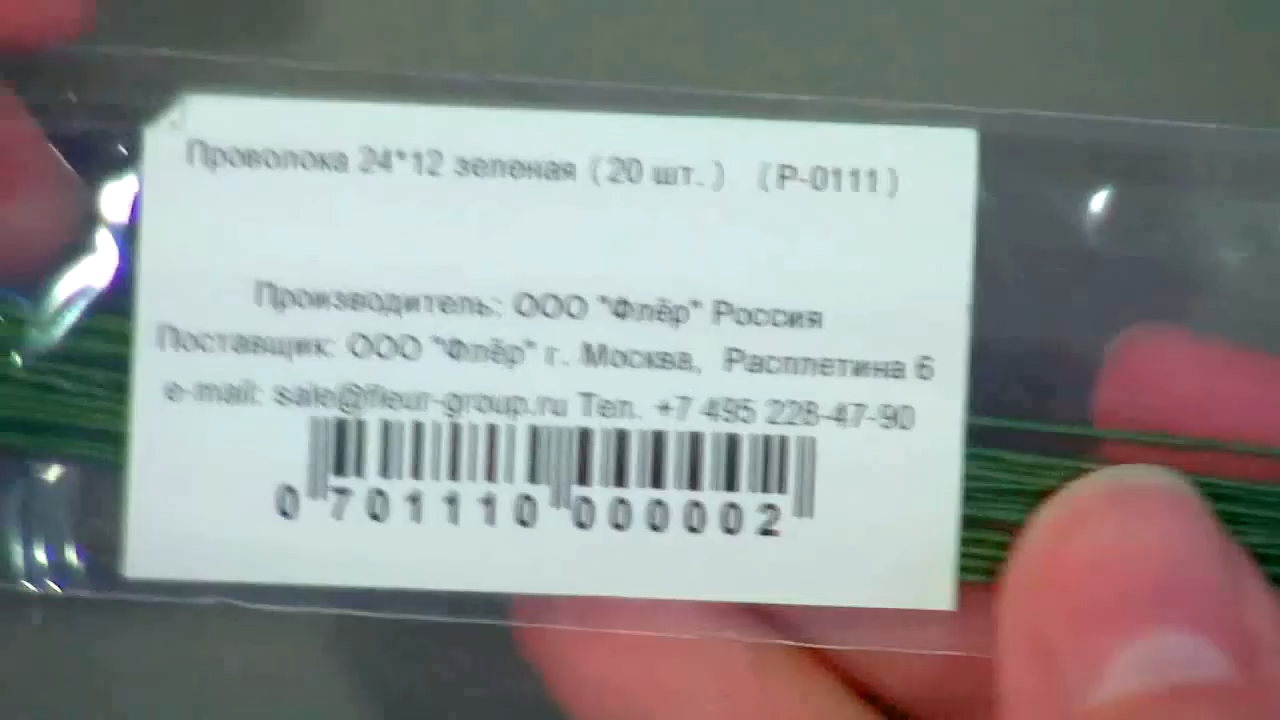 Проволока 24*12 зеленая (20 шт.) (Р-0111)
Производитель: ООО "Флёр" Россия
Поставщик: ООО "Флёр" г. Москва, Расплетина 6
e-mail: sale@fleur-group.ru Тел. +7 495 228-47-90
0 701110 000002